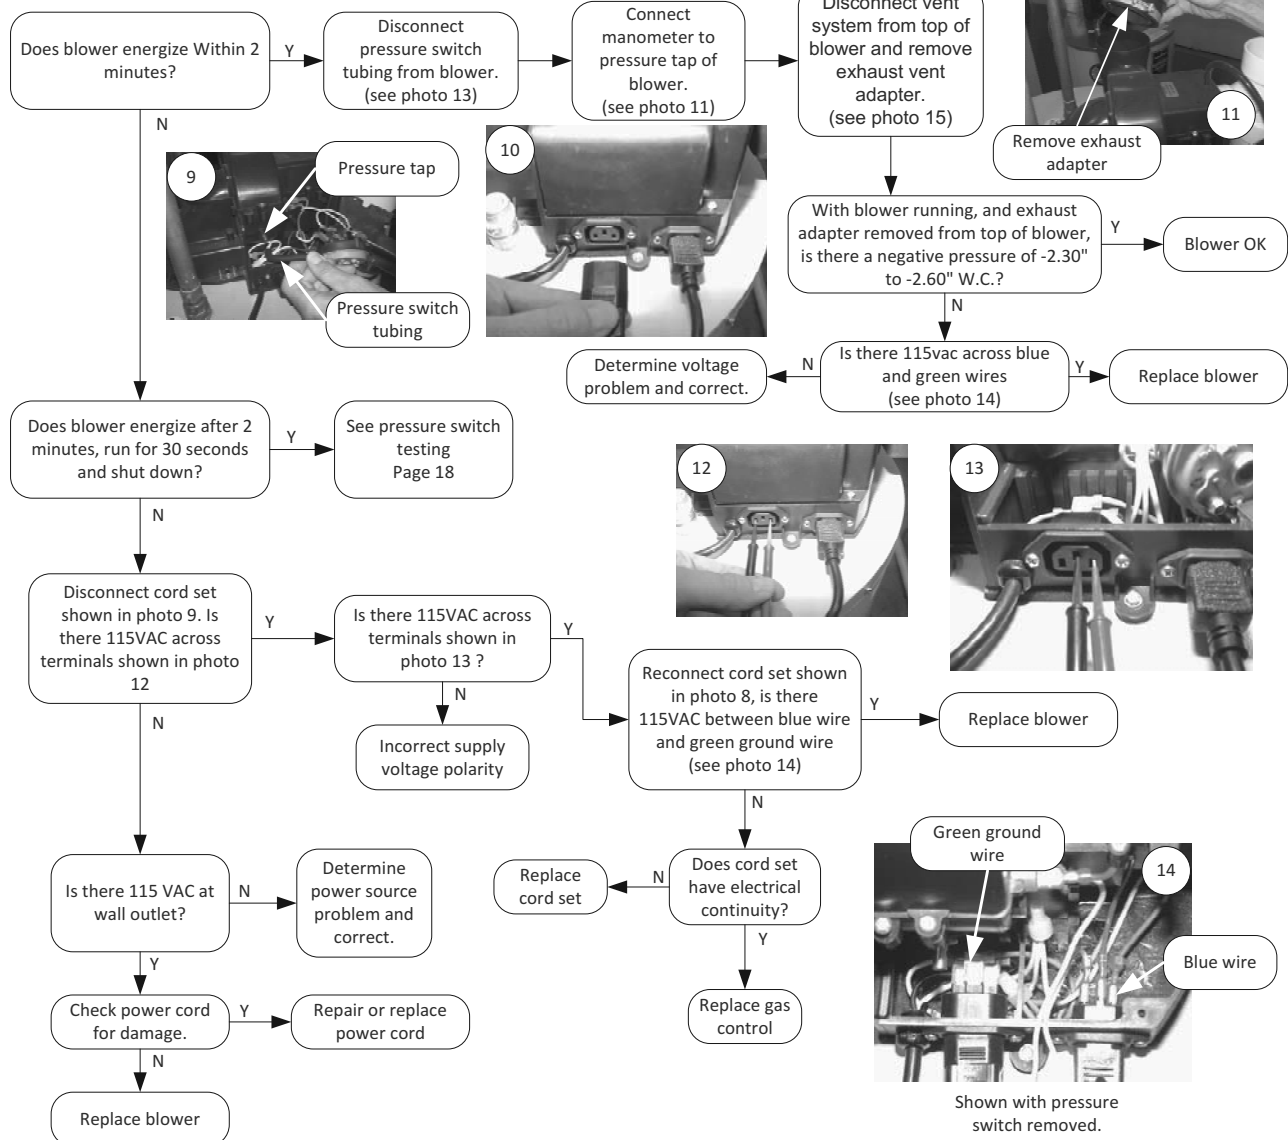 Does blower energize Within 2
minutes?
Y
Disconnect
pressure switch
tubing from blower.
(see photo 13)
Connect
manometer to
pressure tap of
blower.
(see photo 11)
Disconnect vent
system from top of
blower and remove
exhaust vent
adapter.
(see photo 15)
11
Remove exhaust
adapter
N
9
Pressure tap
Pressure switch
tubing
10
With blower running, and exhaust
adapter removed from top of blower,
is there a negative pressure of -2.30"
to -2.60" W.C.?
Y
Blower OK
N
Is there 115vac across blue
and green wires
(see photo 14)
N
Determine voltage
problem and correct.
Y
Replace blower
Does blower energize after 2
minutes, run for 30 seconds
and shut down?
Y
See pressure switch
testing
Page 18
12
13
N
Disconnect cord set
shown in photo 9. Is
there 115VAC across
terminals shown in photo
12
Y
Is there 115VAC across
terminals shown in
photo 13 ?
Y
N
Incorrect supply
voltage polarity
Reconnect cord set shown
in photo 8, is there
115VAC between blue wire
and green ground wire
(see photo 14)
Y
Replace blower
N
N
Does cord set
have electrical
continuity?
N
Replace
cord set
Y
Replace gas
control
Is there 115 VAC at
wall outlet?
N
Determine
power source
problem and
correct.
Y
Check power cord
for damage.
Y
Repair or replace
power cord
N
Replace blower
Green ground
wire
14
Blue wire
Shown with pressure
switch removed.